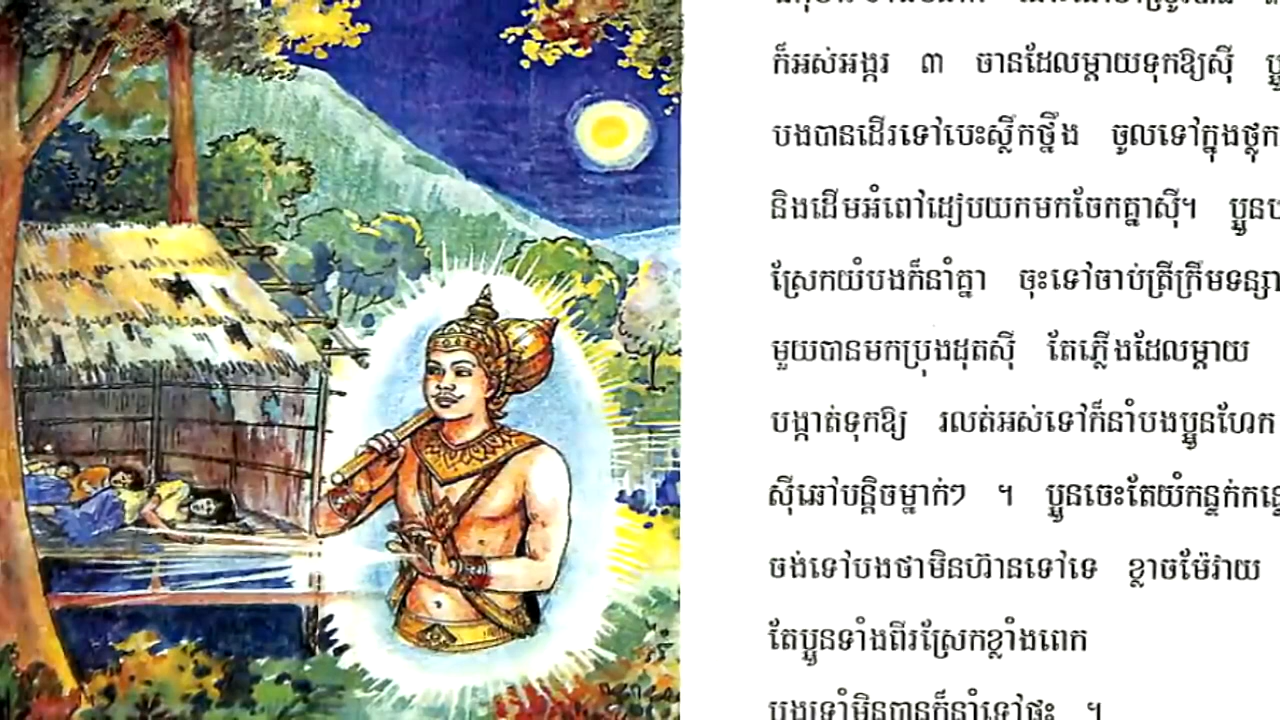 ក៏អស់អង្ករ ៣ ចានដែលម្ដាយទុកឱ្យស៊ី
បងបានដើរទៅបេះស្លឹកថ្នឹង ចូលទៅក្នុងថ្លុក
និងដើមអំពៅដៀបយកមកចែកគ្នាស៊ី។ ប្អូន
ស្រែកយំបងក៏នាំគ្នា ចុះទៅចាប់ត្រីក្រឹមទន្សា
មួយបានមកប្រុងដុតស៊ី តែភ្លើងដែលម្ដាយ
បង្កាត់ទុកឱ្យ រលត់អស់ទៅក៏នាំបងប្អូនហែក
ស៊ីឆៅបន្តិចម្នាក់ៗ ។ ប្អូនចេះតែយំកន្ទក់កន្ទេ
ចង់ទៅបងថាមិនហ៊ានទៅទេ ខ្លាចម៉ែវាយ
តែប្អូនទាំងពីរស្រែកខ្លាំងពេក
បងទ្រាំមិនបានក៏នាំទៅផ្ទះ ។